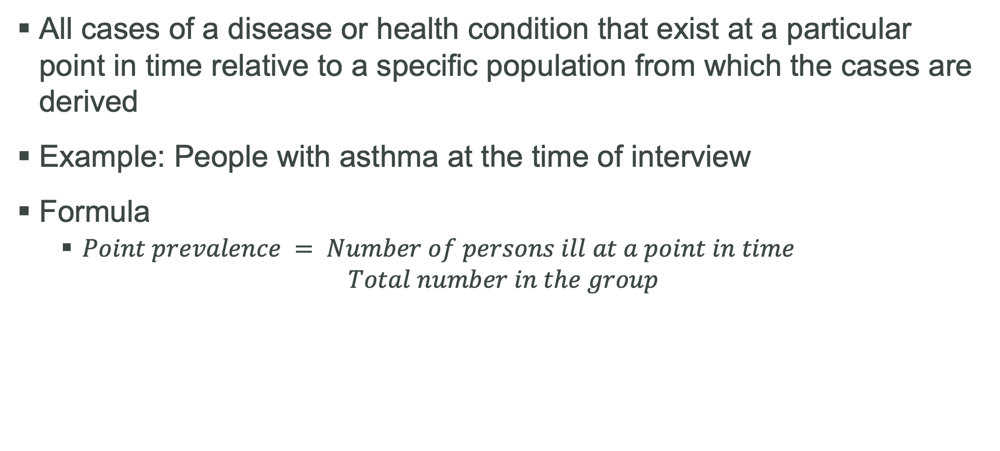 ▪ All cases of a disease or health condition that exist at a particular
point in time relative to a specific population from which the cases are
derived
▪ Example: People with asthma at the time of interview
▪ Formula
▪ Point prevalence = Number of persons ill at a point in time
Total number in the group